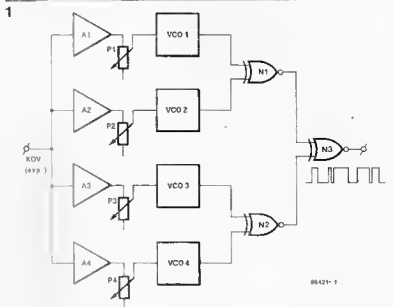 1
A1
P1
VCO 1
N1
A2
P2
VCO 2
KOV
(exp.)
N3
A3
P3
VCO 3
N2
A4
P4
VCO 4
86421-1